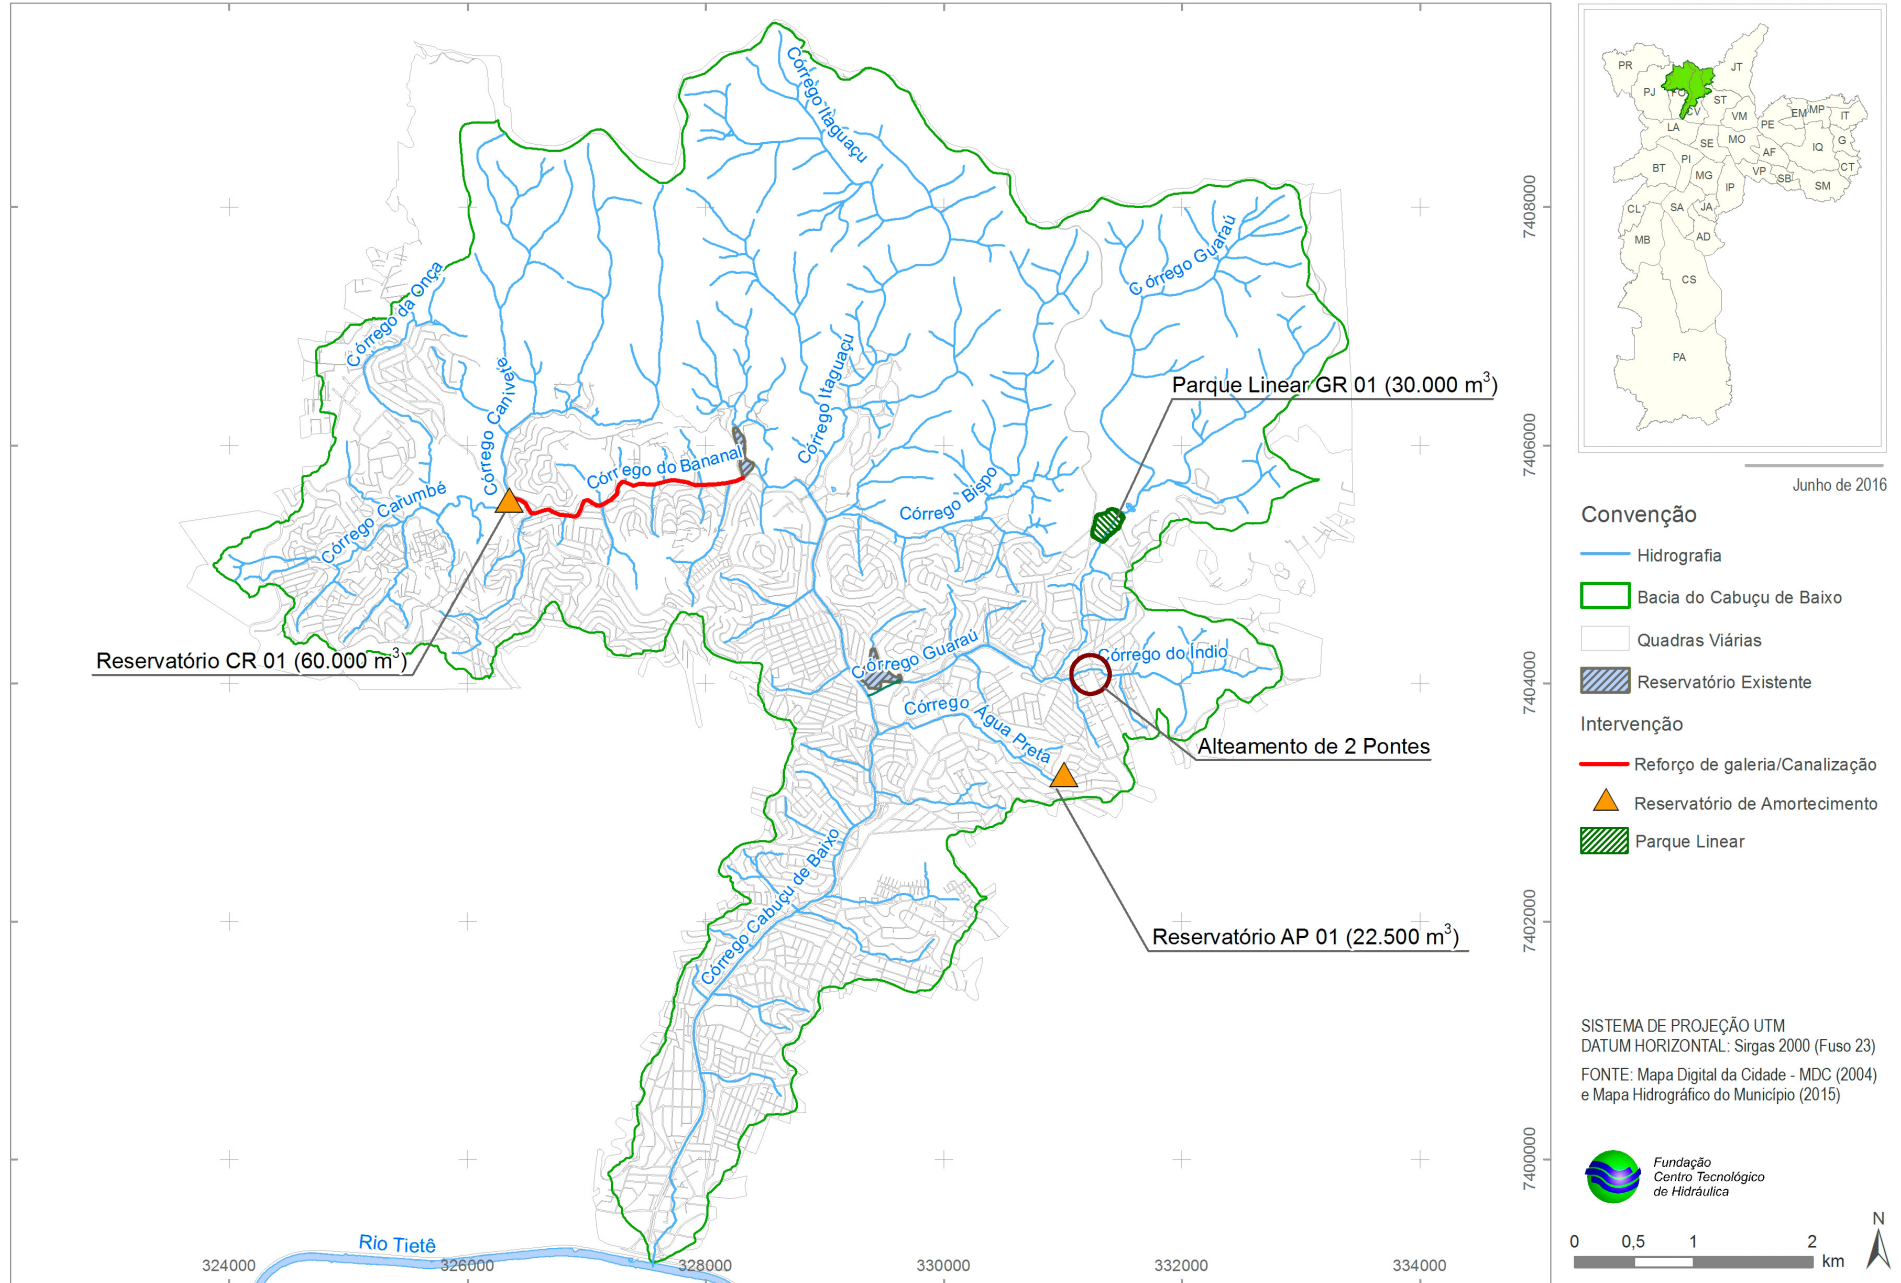 Córrego Itaguaçu
Córrego Guaraú
Córrego da Onça
Córrego Canivete
Córrego Itaguaçu
Parque Linear GR 01 (30.000 m³)
Córrego do Bananal
Córrego Carumbé
Córrego Bispo
Reservatório CR 01 (60.000 m³)
Córrego Guaraú
Córrego do Índio
Córrego Água Preta
Alteamento de 2 Pontes
Córrego Cabuçu de Baixo
Reservatório AP 01 (22.500 m³)
Rio Tietê
324000
326000
328000
330000
332000
334000
7408000
7406000
7404000
7402000
7400000
PR
JT
PJ
FO
ST
CV
VM
EM
MP
IT
LA
PE
SE
MO
IQ
G
AF
PI
BT
VP
CT
MG
SB
IP
SM
CL
SA
JA
MB
AD
CS
PA
Junho de 2016
Convenção
Hidrografia
Bacia do Cabuçu de Baixo
Quadras Viárias
Reservatório Existente
Intervenção
Reforço de galeria/Canalização
Reservatório de Amortecimento
Parque Linear
SISTEMA DE PROJEÇÃO UTM
DATUM HORIZONTAL: Sirgas 2000 (Fuso 23)
FONTE: Mapa Digital da Cidade - MDC (2004)
e Mapa Hidrográfico do Município (2015)
Fundação
Centro Tecnológico
de Hidráulica
N
0 0,5 1 2
km